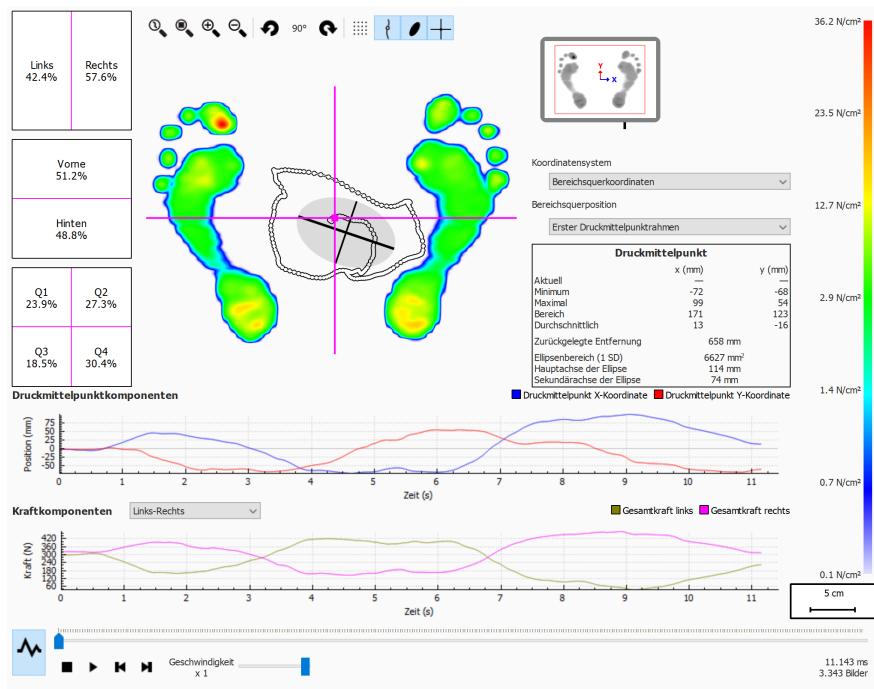 Links
42.4%
Rechts
57.6%
Vorne
51.2%
Hinten
48.8%
Q1
23.9%
Q2
27.3%
Q3
18.5%
Q4
30.4%
90°
Y
X
36.2 N/cm²
23.5 N/cm²
12.7 N/cm²
2.9 N/cm²
1.4 N/cm²
0.7 N/cm²
0.1 N/cm²
Koordinatensystem
Bereichsquerkoordinaten
Bereichsquerposition
Erster Druckmittelpunktrahmen
Druckmittelpunkt
x (mm) y (mm)
Aktuell — —
Minimum -72 -68
Maximal 99 54
Bereich 171 123
Durchschnittlich 13 -16
Zurückgelegte Entfernung 658 mm
Ellipsenbereich (1 SD) 6627 mm²
Hauptachse der Ellipse 114 mm
Sekundärachse der Ellipse 74 mm
Druckmittelpunktkomponenten
Druckmittelpunkt X-Koordinate Druckmittelpunkt Y-Koordinate
Position (mm)
75
50
25
0
-25
-50
0 1 2 3 4 5 6 7 8 9 10 11
Zeit (s)
Kraftkomponenten
Links-Rechts
Gesamtkraft links Gesamtkraft rechts
Kraft (N)
420
360
300
240
180
120
60
0 1 2 3 4 5 6 7 8 9 10 11
Zeit (s)
5 cm
Geschwindigkeit
x 1
11.143 ms
3.343 Bilder